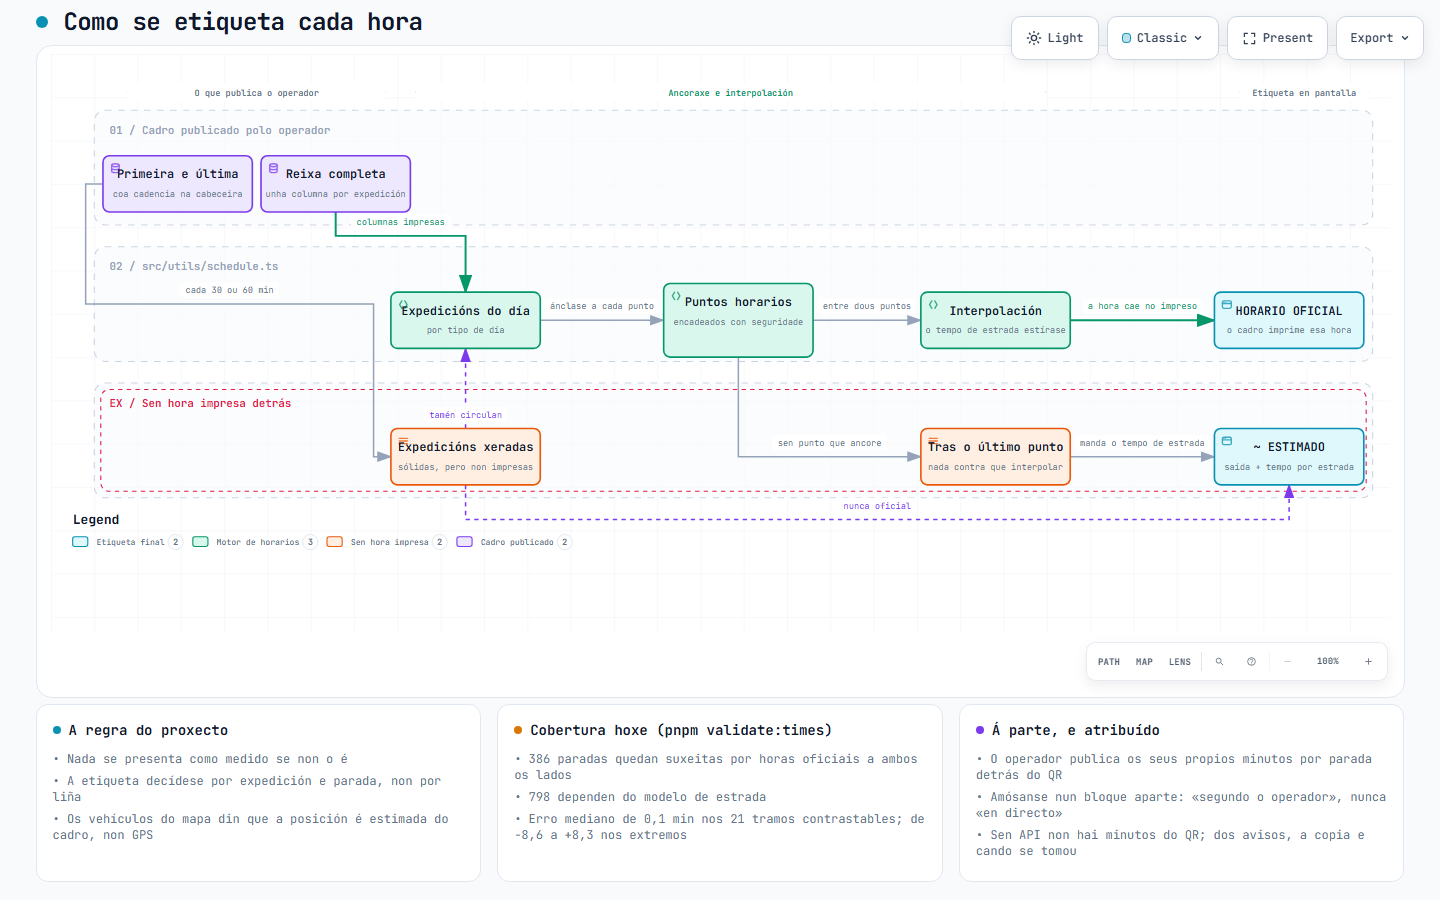 Como se etiqueta cada hora
Light
Classic
Present
Export
O que publica o operador
Ancoraxe e interpolación
Etiqueta en pantalla
01 / Cadro publicado polo operador
Primeira e última
coa cadencia na cabeceira
Reixa completa
unha columna por expedición
columnas impresas
02 / src/utils/schedule.ts
cada 30 ou 60 min
Expedicións do día
por tipo de día
ánclase a cada punto
Puntos horarios
encadeados con seguridade
entre dous puntos
Interpolación
o tempo de estrada estírase
a hora cae no impreso
HORARIO OFICIAL
o cadro imprime esa hora
EX / Sen hora impresa detrás
tamén circulan
Expedicións xeradas
sólidas, pero non impresas
sen punto que ancore
Tras o último punto
nada contra que interpolar
manda o tempo de estrada
~ ESTIMADO
saída + tempo por estrada
nunca oficial
Legend
Etiqueta final 2
Motor de horarios 3
Sen hora impresa 2
Cadro publicado 2
PATH MAP LENS
− 100% +
A regra do proxecto
• Nada se presenta como medido se non o é
• A etiqueta decídese por expedición e parada, non por
liña
• Os vehículos do mapa din que a posición é estimada do
cadro, non GPS
Cobertura hoxe (pnpm validate:times)
• 386 paradas quedan suxeitas por horas oficiais a ambos
os lados
• 798 dependen do modelo de estrada
• Erro mediano de 0,1 min nos 21 tramos contrastables; de
-8,6 a +8,3 nos extremos
Á parte, e atribuído
• O operador publica os seus propios minutos por parada
detrás do QR
• Amósanse nun bloque aparte: «segundo o operador», nunca
«en directo»
• Sen API non hai minutos do QR; dos avisos, a copia e
cando se tomou